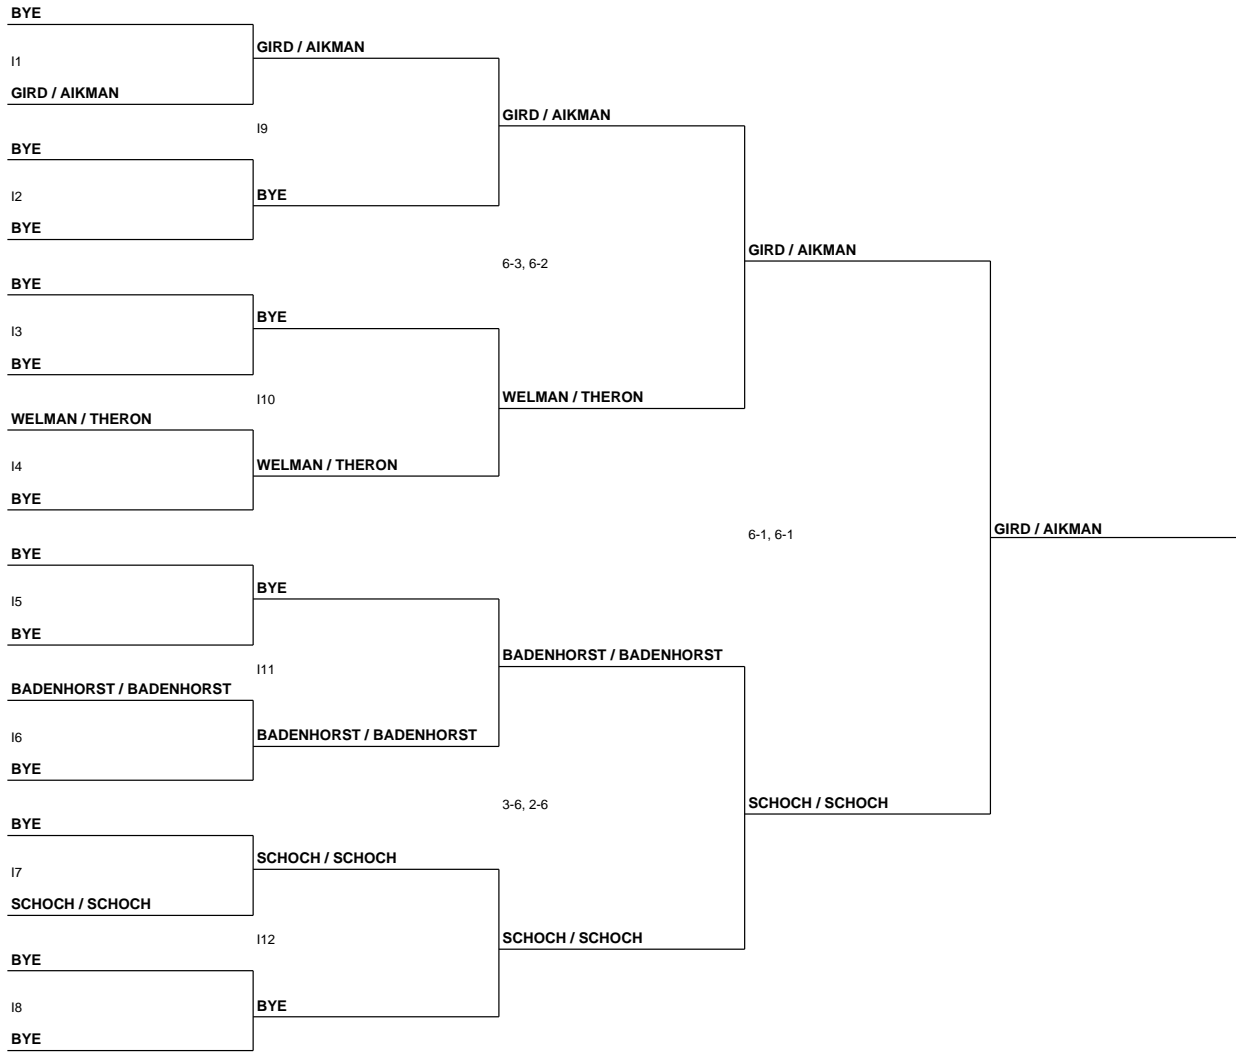 BYE
GIRD / AIKMAN
I1
GIRD / AIKMAN
GIRD / AIKMAN
I9
BYE
I2
BYE
BYE
GIRD / AIKMAN
6-3, 6-2
BYE
BYE
I3
BYE
WELMAN / THERON
I10
WELMAN / THERON
WELMAN / THERON
I4
BYE
GIRD / AIKMAN
6-1, 6-1
BYE
BYE
I5
BYE
BADENHORST / BADENHORST
I11
BADENHORST / BADENHORST
BADENHORST / BADENHORST
I6
BYE
SCHOCH / SCHOCH
3-6, 2-6
BYE
SCHOCH / SCHOCH
I7
SCHOCH / SCHOCH
SCHOCH / SCHOCH
I12
BYE
BYE
I8
BYE